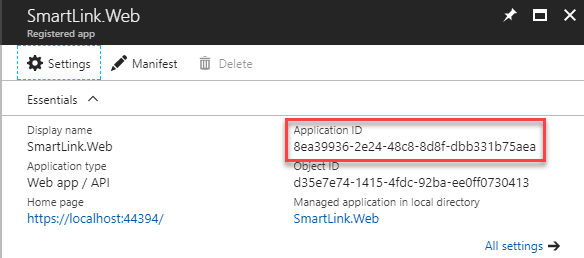 SmartLink.Web
Registered app
Settings
Manifest
Delete
Essentials
Display name
SmartLink.Web
Application type
Web app / API
Home page
https://localhost:44394/
Application ID
8ea39936-2e24-48c8-8d8f-dbb331b75aea
Object ID
d35e7e74-1415-4fdc-92ba-ee0ff0730413
Managed application in local directory
SmartLink.Web
All settings